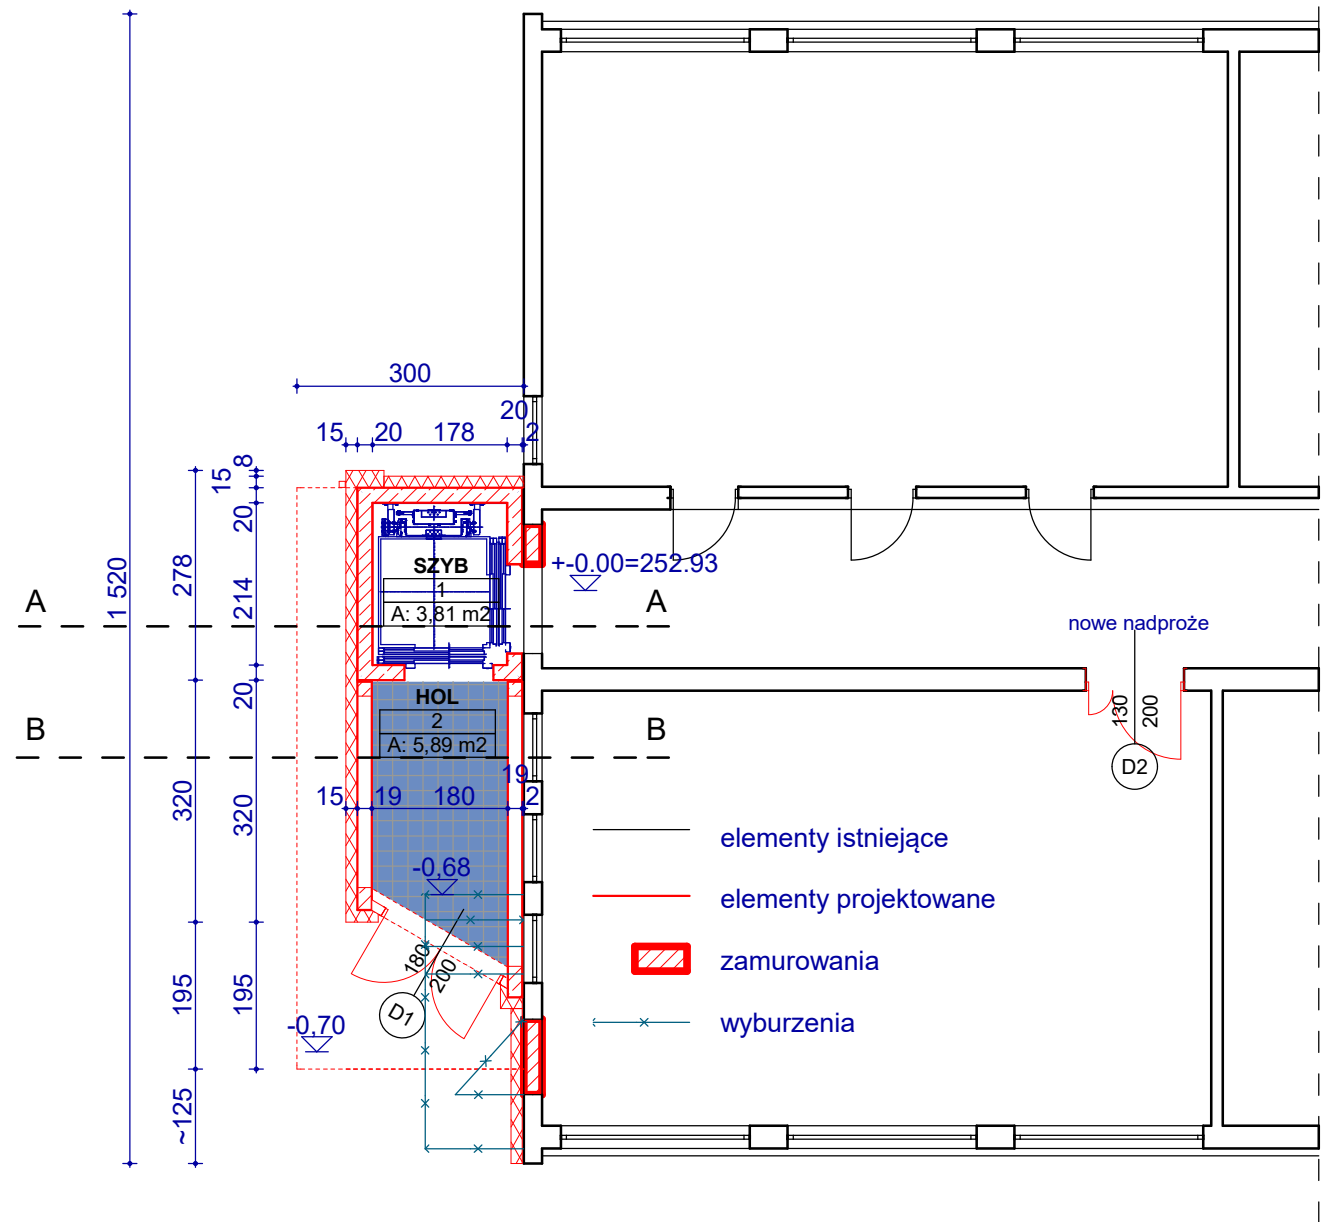 300
20
15 20 178 2
8
15
20
278
214
1 520
SZYB
1
A: 3,81 m2
+-0.00=252.93
A
A
nowe nadproże
20
HOL
2
A: 5,89 m2
B
B
130
200
D2
19
15 19 180 2
320
320
elementy istniejące
-0,68
elementy projektowane
180
200
zamurowania
195
195
D1
-0,70
wyburzenia
~125